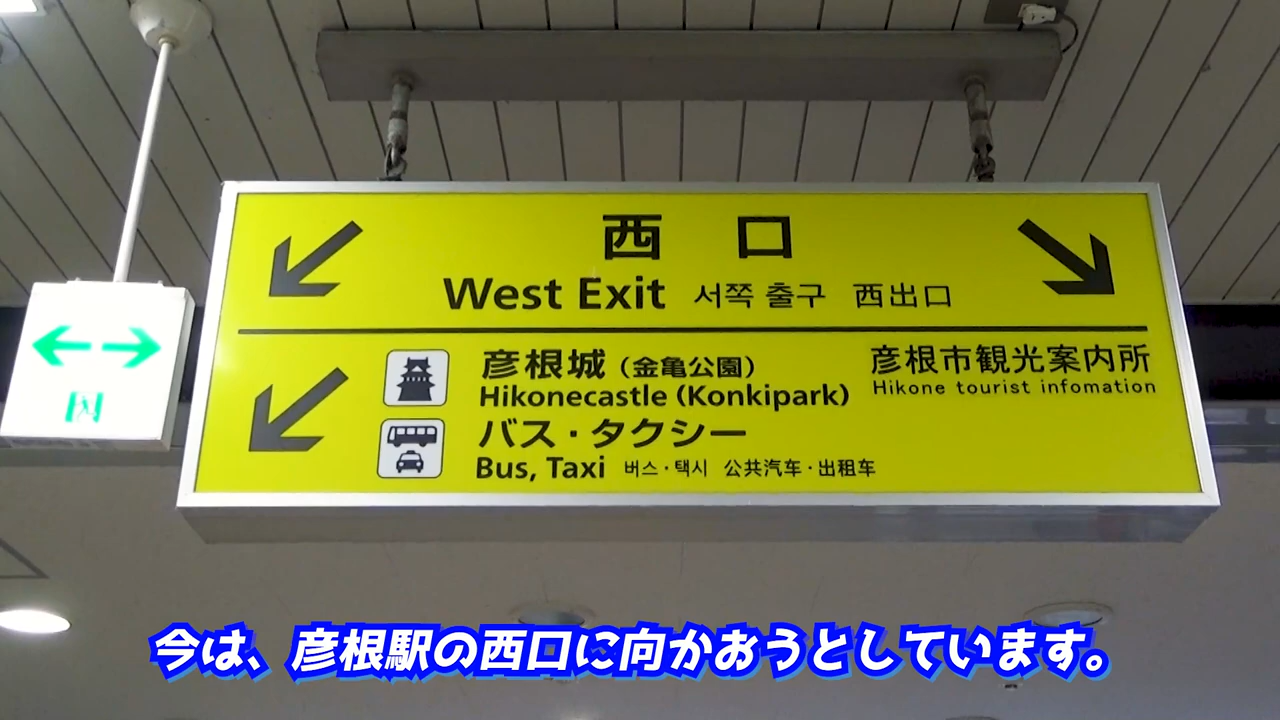 西口
West Exit 서쪽 출구 西出口
彦根城(金亀公園)
Hikonecastle (Konkipark)
バス・タクシー
Bus, Taxi 버스·택시 公共汽车·出租车
彦根市観光案内所
Hikone tourist infomation
今は、彦根駅の西口に向かおうとしています。